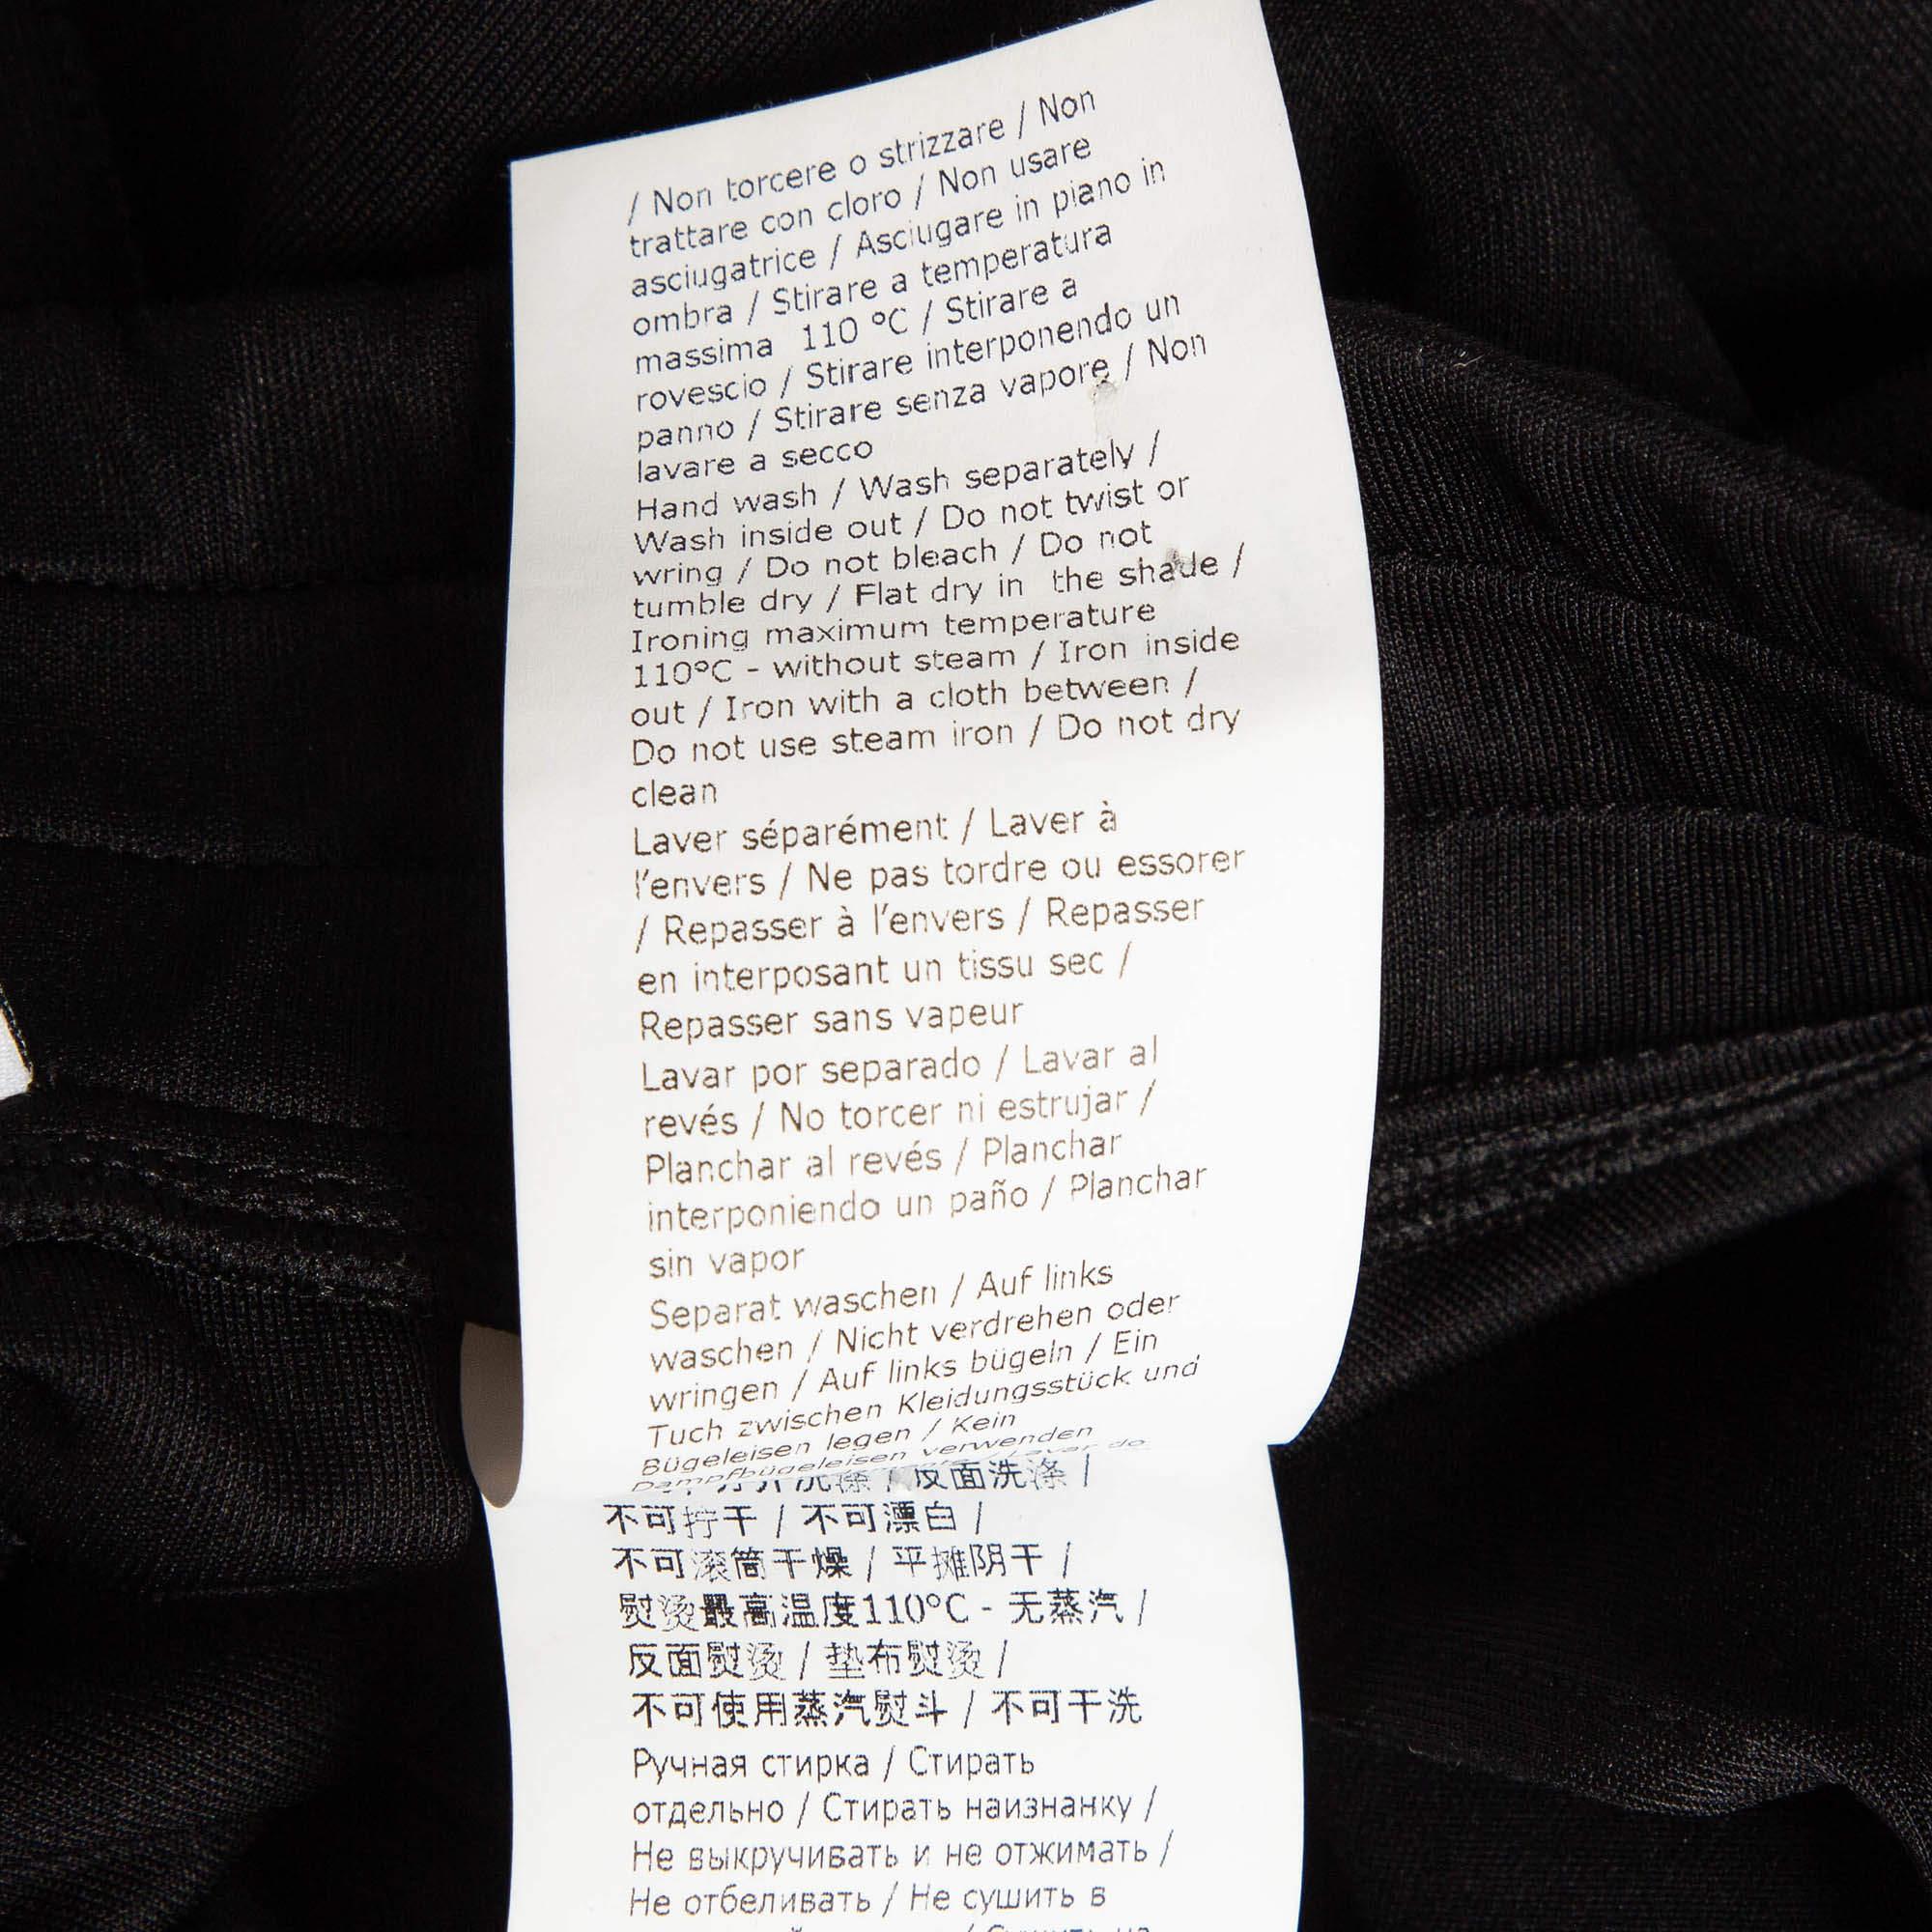 / Non torcere o strizzare / Non
trattare con cloro / Non usare
asciugatrice / Asciugare in piano in
ombra / Stirare a temperatura
massima 110 °C / Stirare a
rovescio / Stirare interponendo un
panno / Stirare senza vapore / Non
lavare a secco
Hand wash / Wash separately /
Wash inside out / Do not twist or
wring / Do not bleach / Do not
tumble dry / Flat dry in the shade /
Ironing maximum temperature
110°C - without steam / Iron inside
out / Iron with a cloth between /
Do not use steam iron / Do not dry
clean
Laver séparément / Laver à
l'envers / Ne pas tordre ou essorer
/ Repasser à l'envers / Repasser
en interposant un tissu sec /
Repasser sans vapeur
Lavar por separado / Lavar al
revés / No torcer ni estrujar /
Planchar al revés / Planchar
interponiendo un paño / Planchar
sin vapor
Separat waschen / Auf links
waschen / Nicht verdrehen oder
wringen / Auf links bügeln / Ein
Tuch zwischen Kleidungsstück und
Bügeleisen legen / Kein
Dampfbügeleisen verwenden
Lavar do
洗涤 / 反面洗涤 /
不可拧干 / 不可漂白 /
不可滚筒干燥 / 平摊阴干 /
熨烫最高温度110°C - 无蒸汽 /
反面熨烫 / 垫布熨烫 /
不可使用蒸汽熨斗 / 不可干洗
Ручная стирка / Стирать
отдельно / Стирать наизнанку /
Не выкручивать и не отжимать /
Не отбеливать / Не сушить в